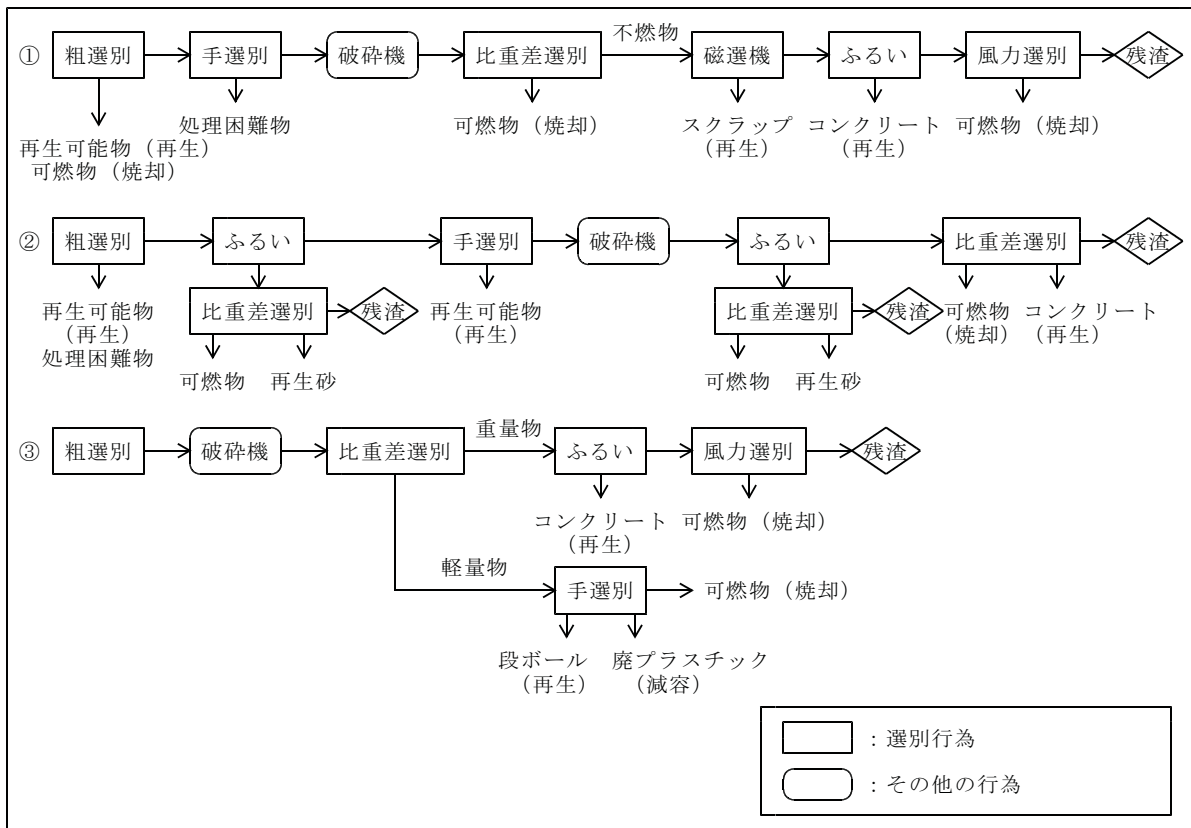 不燃物
① 粗選別 手選別 破砕機 比重差選別 磁選機 ふるい 風力選別 残渣
処理困難物 可燃物（焼却） スクラップ コンクリート 可燃物（焼却）
（再生） （再生）
再生可能物（再生）
可燃物（焼却）
② 粗選別 ふるい 手選別 破砕機 ふるい 比重差選別 残渣
再生可能物 比重差選別 残渣 再生可能物 比重差選別 残渣 可燃物 コンクリート
（再生） （再生） （焼却） （再生）
処理困難物
可燃物 再生砂 可燃物 再生砂
重量物
③ 粗選別 破砕機 比重差選別 ふるい 風力選別 残渣
コンクリート 可燃物（焼却）
（再生）
軽量物
手選別 可燃物（焼却）
段ボール 廃プラスチック
（再生） （減容）
：選別行為
：その他の行為